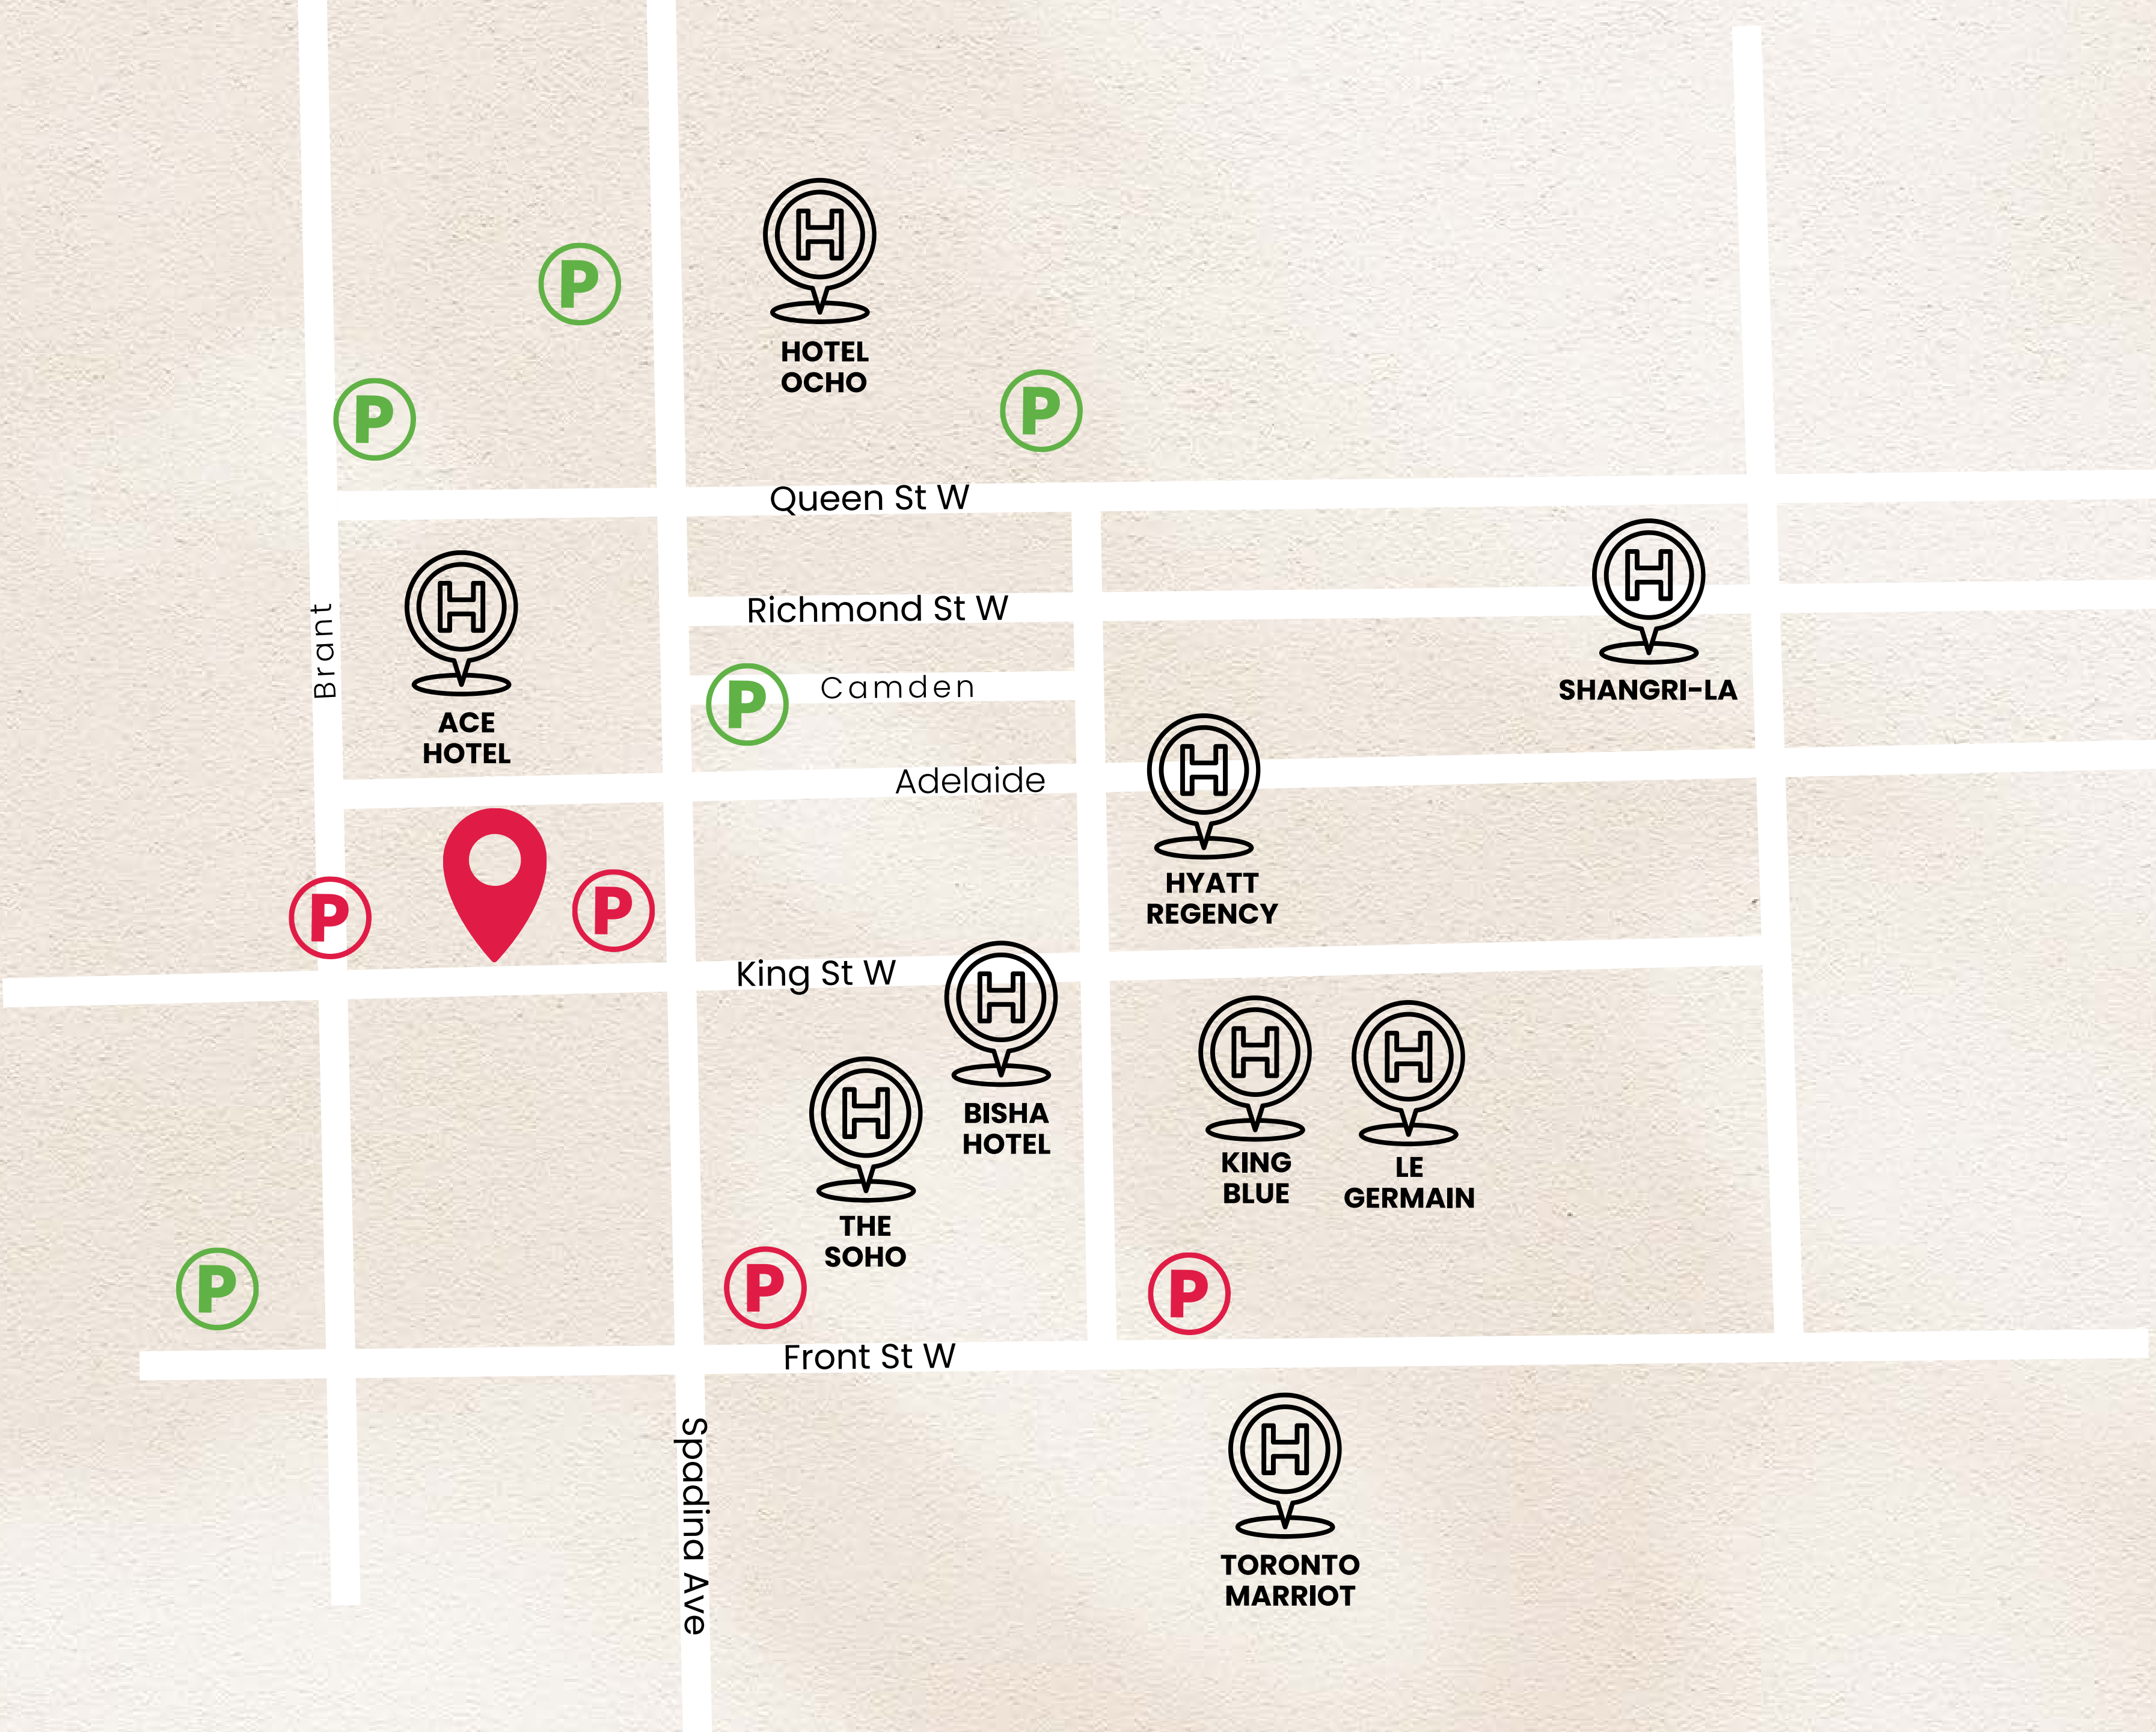 H
P
HOTEL
OCHO
P
P
Queen St W
H
H
Richmond St W
Brant
Camden
P
SHANGRI-LA
ACE
HOTEL
H
Adelaide
HYATT
REGENCY
P
P
King St W
H
H
H
H
BISHA
HOTEL
KING
BLUE
LE
GERMAIN
THE
SOHO
P
P
P
Front St W
H
Spadina Ave
TORONTO
MARRIOT